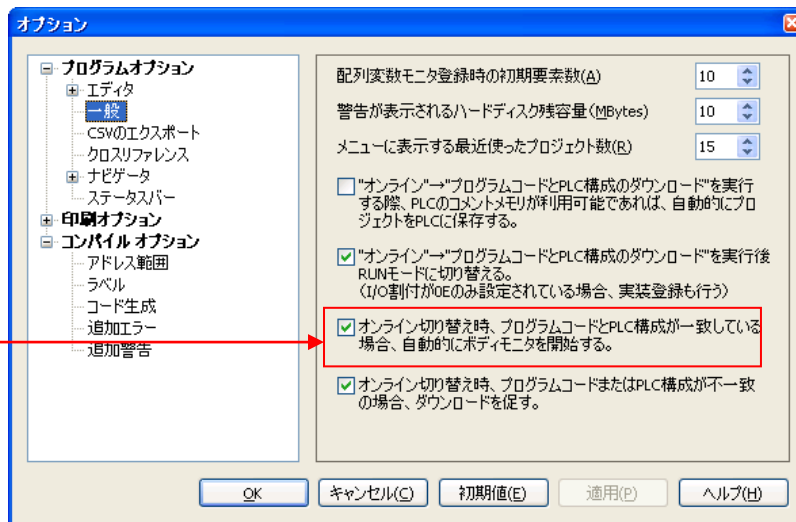 オプション
プログラムオプション
エディタ
一般
CSVのエクスポート
クロスリファレンス
ナビゲータ
ステータスバー
印刷オプション
コンパイル オプション
アドレス範囲
ラベル
コード生成
追加エラー
追加警告
配列変数モニタ登録時の初期要素数(A) 10
警告が表示されるハードディスク残容量(MBytes) 10
メニューに表示する最近使ったプロジェクト数(R) 15
"オンライン"→"プログラムコードとPLC構成のダウンロード"を実行
する際、PLCのコメントメモリが利用可能であれば、自動的にプロ
ジェクトをPLCに保存する。
"オンライン"→"プログラムコードとPLC構成のダウンロード"を実行後
RUNモードに切り替える。
(I/O割付が0Eのみ設定されている場合、実装登録も行う)
オンライン切り替え時、プログラムコードとPLC構成が一致している
場合、自動的にボディモニタを開始する。
オンライン切り替え時、プログラムコードまたはPLC構成が不一致
の場合、ダウンロードを促す。
OK キャンセル(C) 初期値(E) 適用(P) ヘルプ(H)